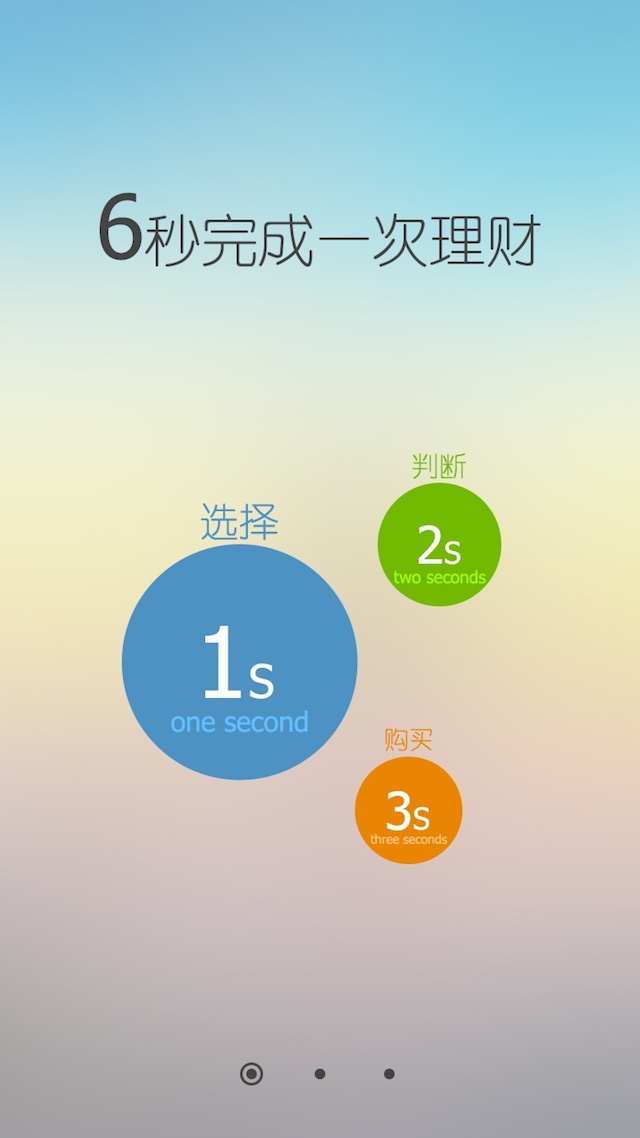 6秒完成一次理财
选择
1s
one second
判断
2s
two seconds
购买
3s
three seconds